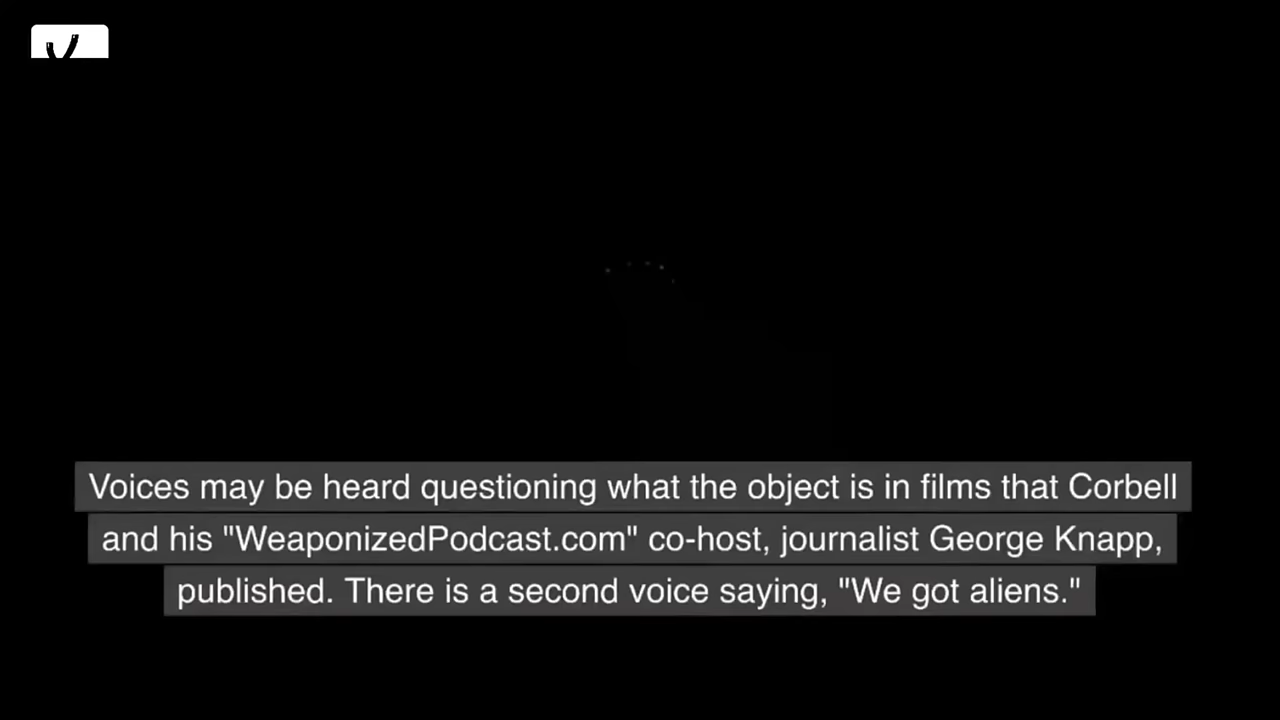 Voices may be heard questioning what the object is in films that Corbell
and his "WeaponizedPodcast.com" co-host, journalist George Knapp,
published. There is a second voice saying, "We got aliens."